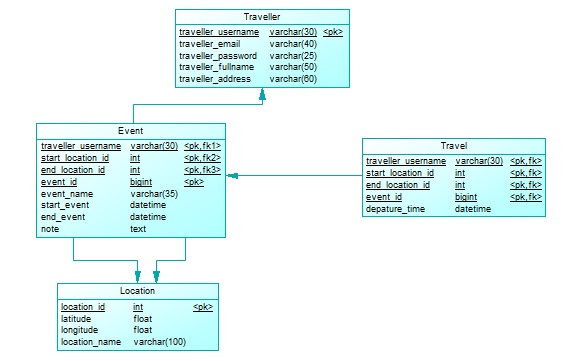 Traveller
traveller_username varchar(30) <pk>
traveller_email varchar(40)
traveller_password varchar(25)
traveller_fullname varchar(50)
traveller_address varchar(60)
Event
traveller_username varchar(30) <pk,fk1>
start_location_id int <pk,fk2>
end_location_id int <pk,fk3>
event_id bigint <pk>
event_name varchar(35)
start_event datetime
end_event datetime
note text
Travel
traveller_username varchar(30) <pk,fk>
start_location_id int <pk,fk>
end_location_id int <pk,fk>
event_id bigint <pk,fk>
depature_time datetime
Location
location_id int <pk>
latitude float
longitude float
location_name varchar(100)